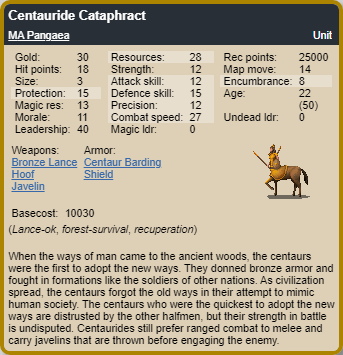 Centauride Cataphract
MA Pangaea Unit
Gold: 30 Resources: 28 Rec points: 25000
Hit points: 18 Strength: 12 Map move: 14
Size: 3 Attack skill: 12 Encumbrance: 8
Protection: 15 Defence skill: 15 Age: 22
Magic res: 13 Precision: 12 (50)
Morale: 11 Combat speed: 27 Undead ldr: 0
Leadership: 40 Magic ldr: 0
Weapons: Armor:
Bronze Lance Centaur Barding
Hoof Shield
Javelin
Basecost: 10030
(Lance-ok, forest-survival, recuperation)
When the ways of man came to the ancient woods, the centaurs
were the first to adopt the new ways. They donned bronze armor and
fought in formations like the soldiers of other nations. As civilization
spread, the centaurs forgot the old ways in their attempt to mimic
human society. The centaurs who were the quickest to adopt the new
ways are distrusted by the other halfmen, but their strength in battle
is undisputed. Centaurides still prefer ranged combat to melee and
carry javelins that are thrown before engaging the enemy.